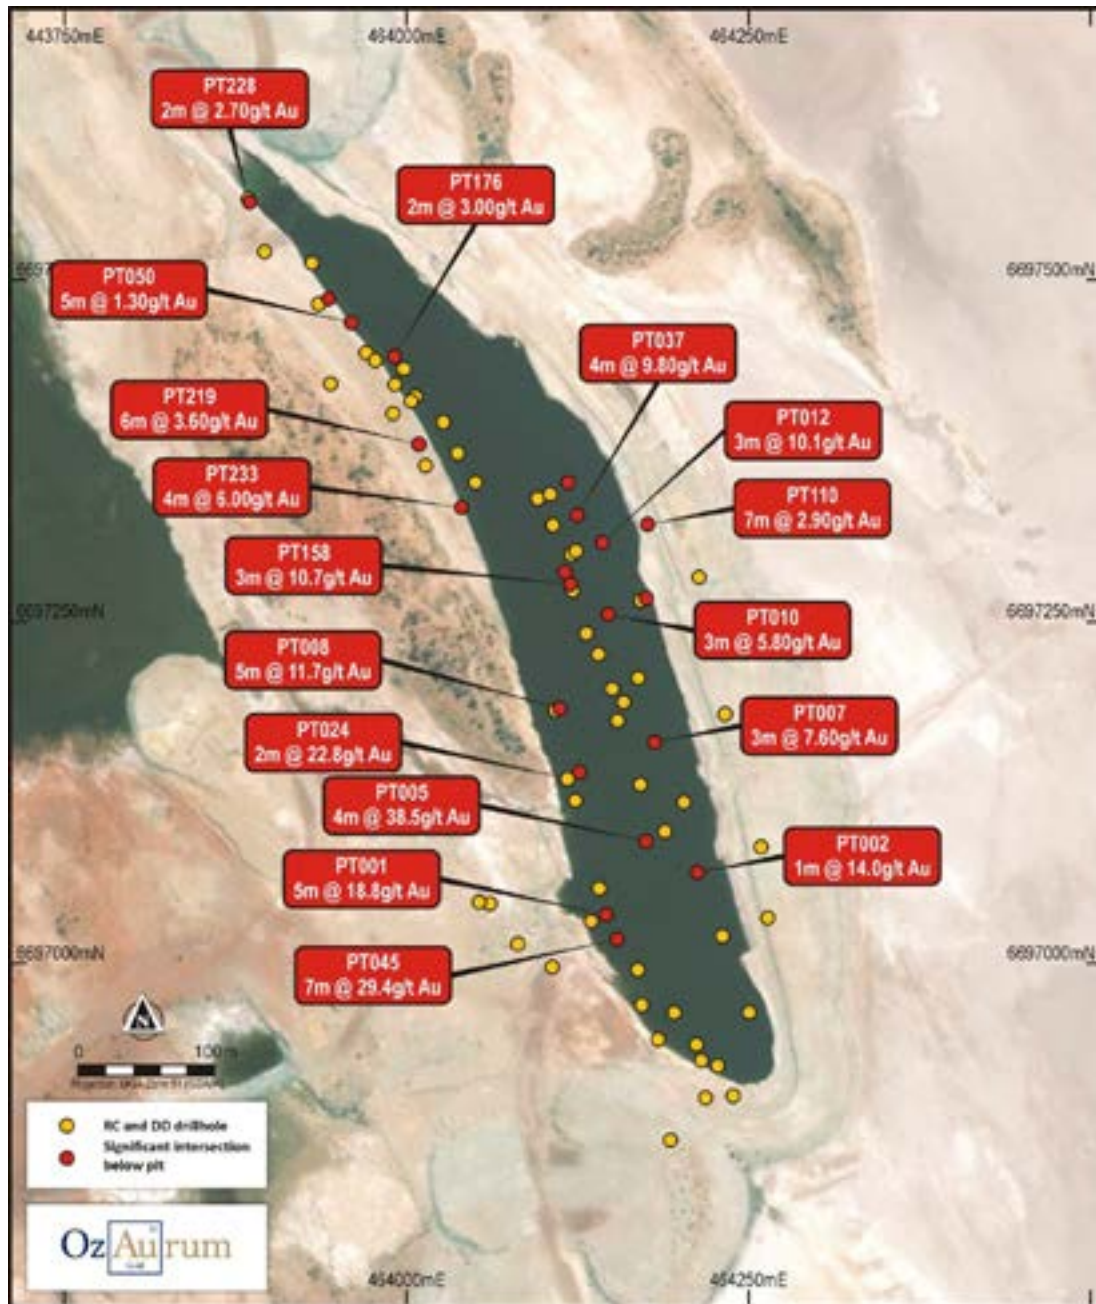 443750mE
464000mE
464250mE
PT228
2m @ 2.70g/t Au
PT176
2m @ 3.00g/t Au
PT050
5m @ 1.30g/t Au
6697500mN
PT037
4m @ 9.80g/t Au
PT219
6m @ 3.60g/t Au
PT012
3m @ 10.1g/t Au
PT233
4m @ 6.00g/t Au
PT110
7m @ 2.90g/t Au
PT158
3m @ 10.7g/t Au
6697250mN
6697250mN
PT010
3m @ 5.80g/t Au
PT008
5m @ 11.7g/t Au
PT007
3m @ 7.60g/t Au
PT024
2m @ 22.8g/t Au
PT005
4m @ 38.5g/t Au
PT002
1m @ 14.0g/t Au
PT001
5m @ 18.8g/t Au
6697000mN
6697000mN
PT045
7m @ 29.4g/t Au
N
0 100m
RC and DD drillhole
Significant intersection
below pit
OzAurum
Gold
464000mE
464250mE